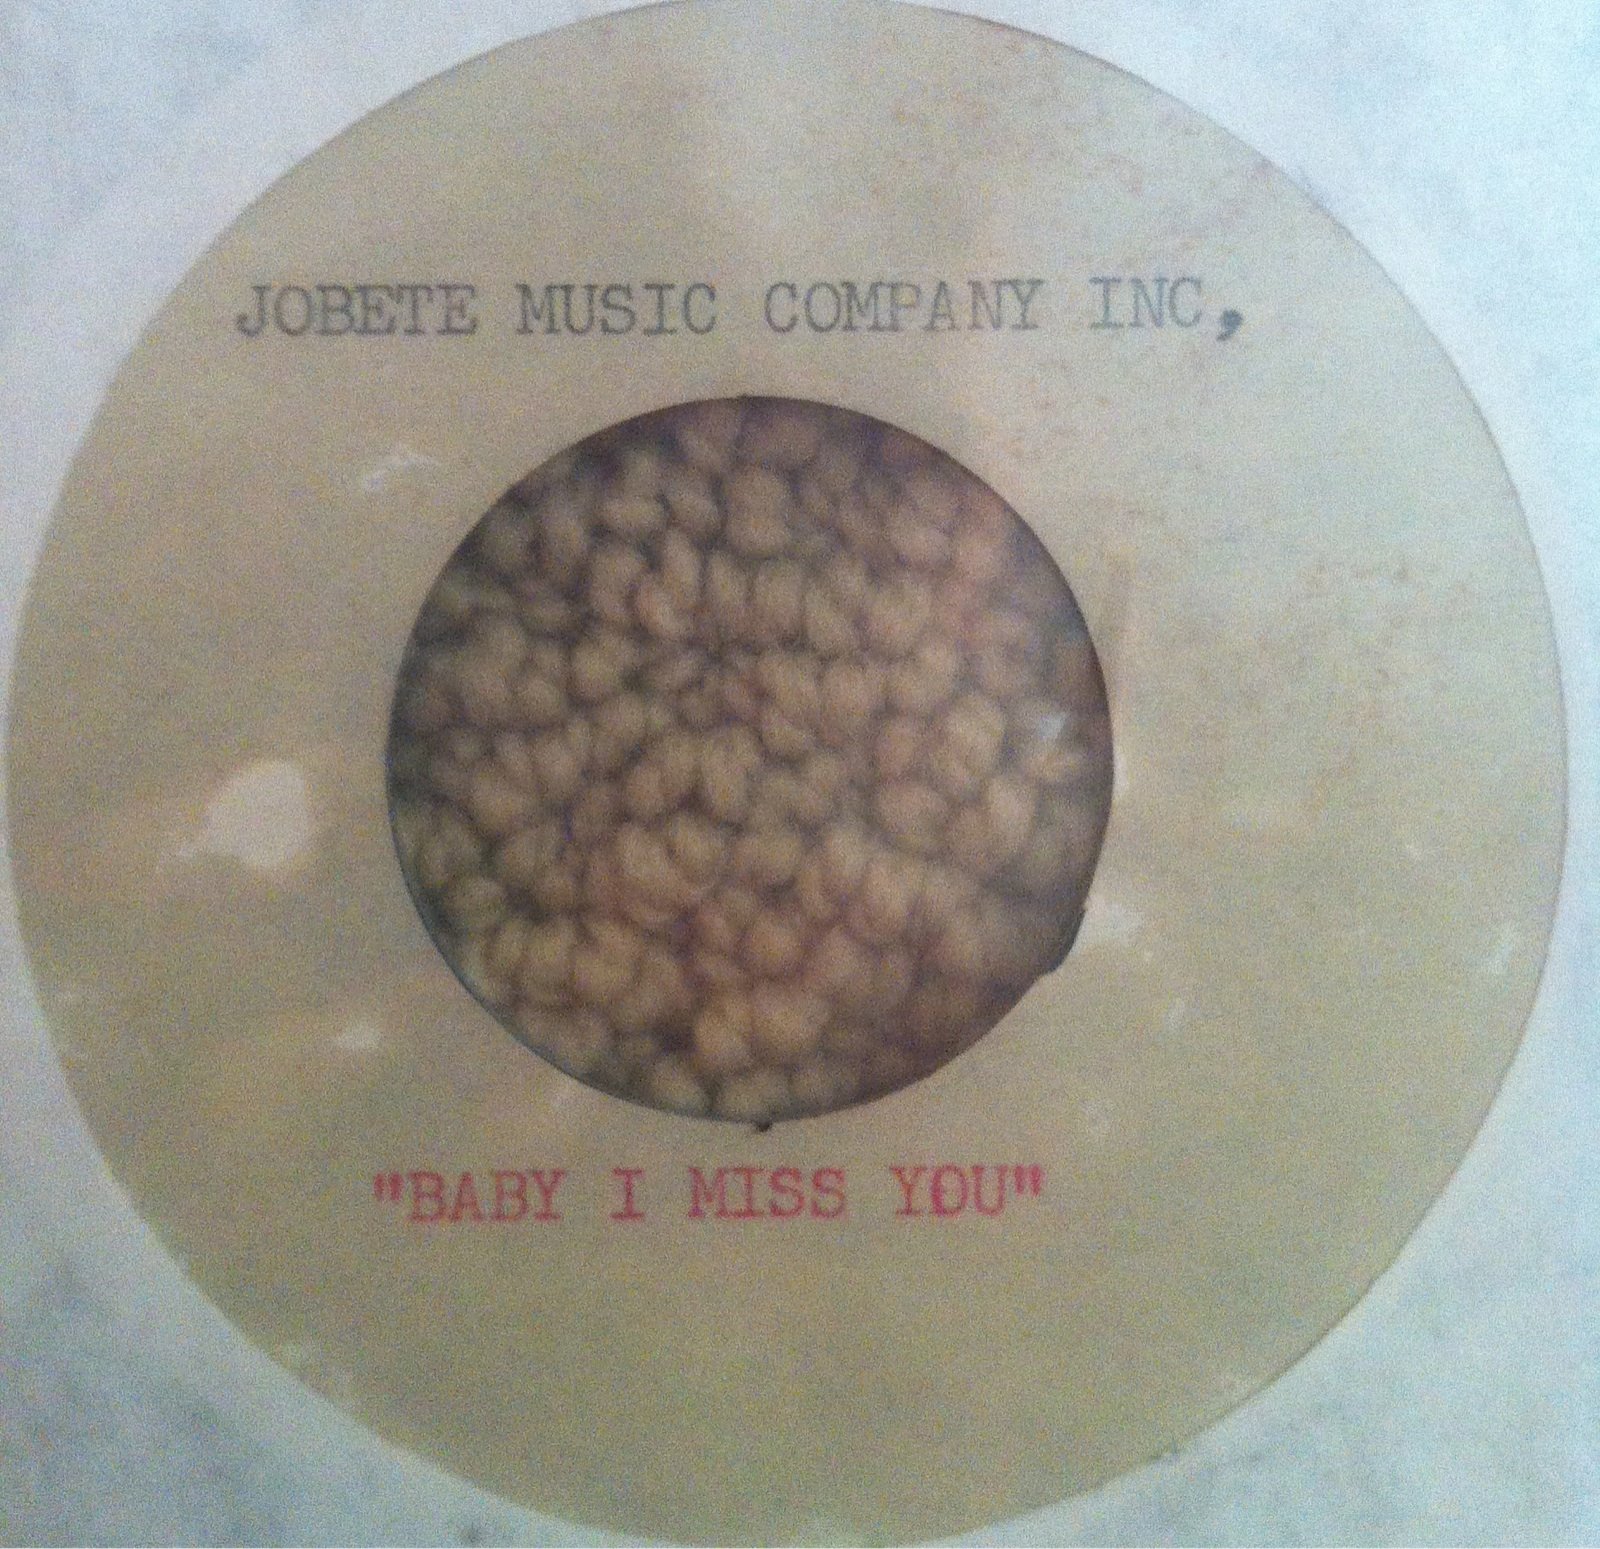 JOBETE MUSIC COMPANY INC,
"BABY I MISS YOU"